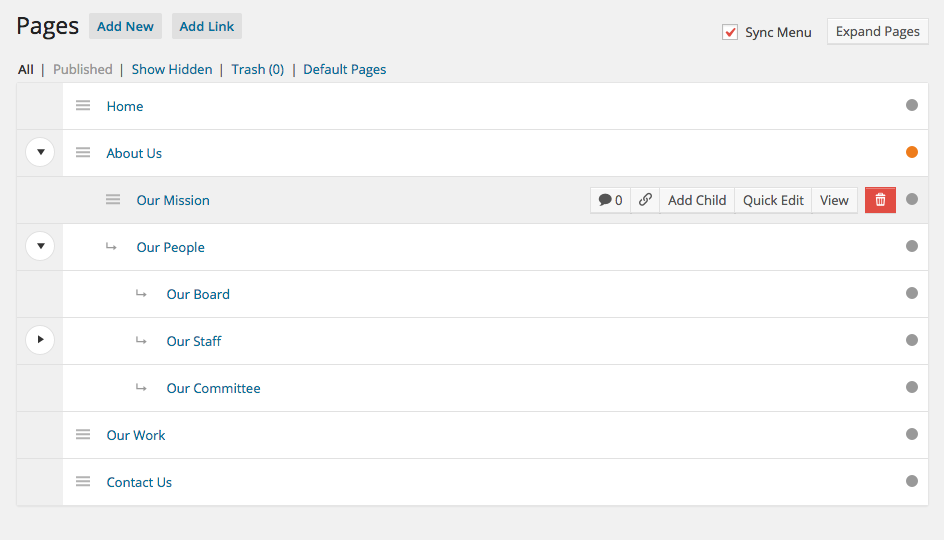 Pages Add New Add Link Sync Menu Expand Pages
All | Published | Show Hidden | Trash (0) | Default Pages
Home
About Us
Our Mission 0 Add Child Quick Edit View
Our People
Our Board
Our Staff
Our Committee
Our Work
Contact Us